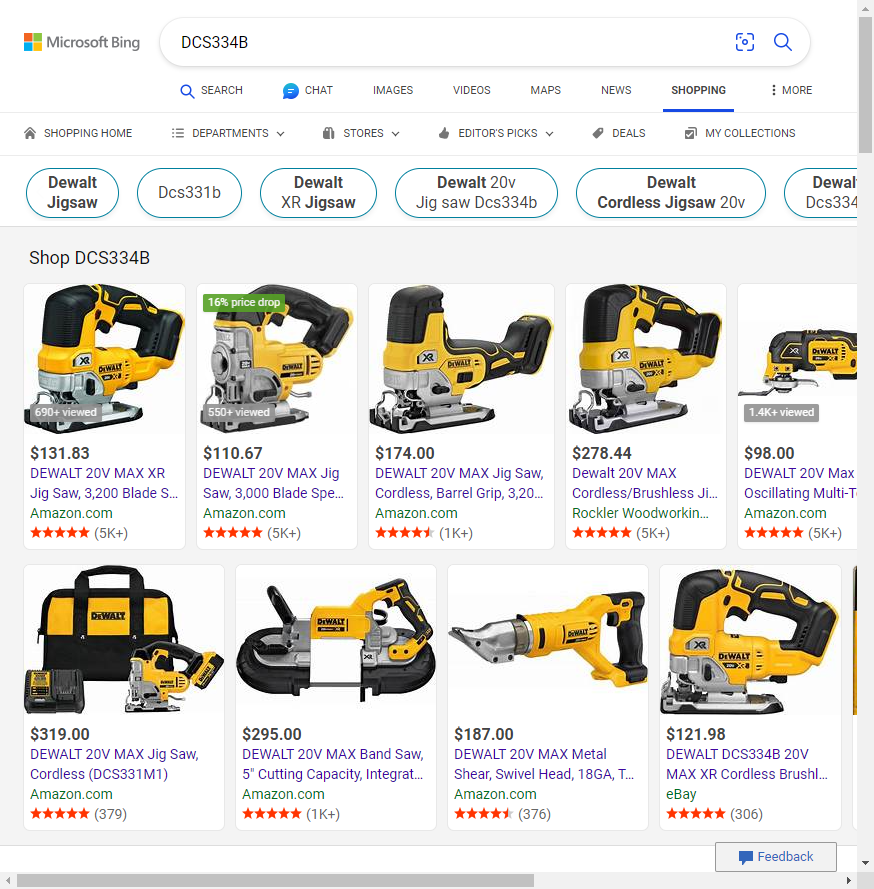 Microsoft Bing
DCS334B
SEARCH CHAT IMAGES VIDEOS MAPS NEWS SHOPPING MORE
SHOPPING HOME DEPARTMENTS STORES EDITOR'S PICKS DEALS MY COLLECTIONS
Dewalt
Jigsaw
Dcs331b
Dewalt
XR Jigsaw
Dewalt 20v
Jig saw Dcs334b
Dewalt
Cordless Jigsaw 20v
Dewalt
Dcs334
Shop DCS334B
690+ viewed
$131.83
DEWALT 20V MAX XR
Jig Saw, 3,200 Blade S...
Amazon.com
(5K+)
16% price drop
550+ viewed
$110.67
DEWALT 20V MAX Jig
Saw, 3,000 Blade Spe...
Amazon.com
(5K+)
$174.00
DEWALT 20V MAX Jig Saw,
Cordless, Barrel Grip, 3,20...
Amazon.com
(1K+)
$278.44
Dewalt 20V MAX
Cordless/Brushless Ji...
Rockler Woodworkin...
(5K+)
1.4K+ viewed
$98.00
DEWALT 20V Max
Oscillating Multi-T
Amazon.com
(5K+)
DEWALT
$319.00
DEWALT 20V MAX Jig Saw,
Cordless (DCS331M1)
Amazon.com
(379)
DEWALT
XR
$295.00
DEWALT 20V MAX Band Saw,
5" Cutting Capacity, Integrat...
Amazon.com
(1K+)
DEWALT
$187.00
DEWALT 20V MAX Metal
Shear, Swivel Head, 18GA, T...
Amazon.com
(376)
XR
DEWALT
$121.98
DEWALT DCS334B 20V
MAX XR Cordless Brushl...
eBay
(306)
Feedback